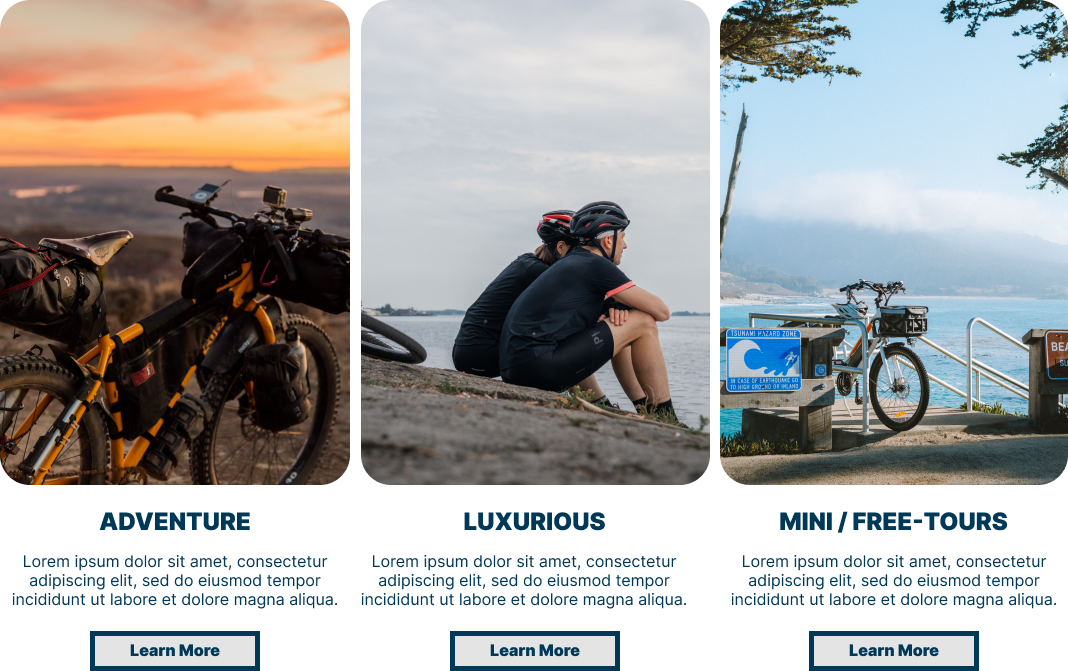 TSUNAMI HAZARD ZONE
IN CASE OF EARTHQUAKE GO
TO HIGH GROUND OR INLAND
ADVENTURE
Lorem ipsum dolor sit amet, consectetur
adipiscing elit, sed do eiusmod tempor
incididunt ut labore et dolore magna aliqua.
Learn More
LUXURIOUS
Lorem ipsum dolor sit amet, consectetur
adipiscing elit, sed do eiusmod tempor
incididunt ut labore et dolore magna aliqua.
Learn More
MINI / FREE-TOURS
Lorem ipsum dolor sit amet, consectetur
adipiscing elit, sed do eiusmod tempor
incididunt ut labore et dolore magna aliqua.
Learn More